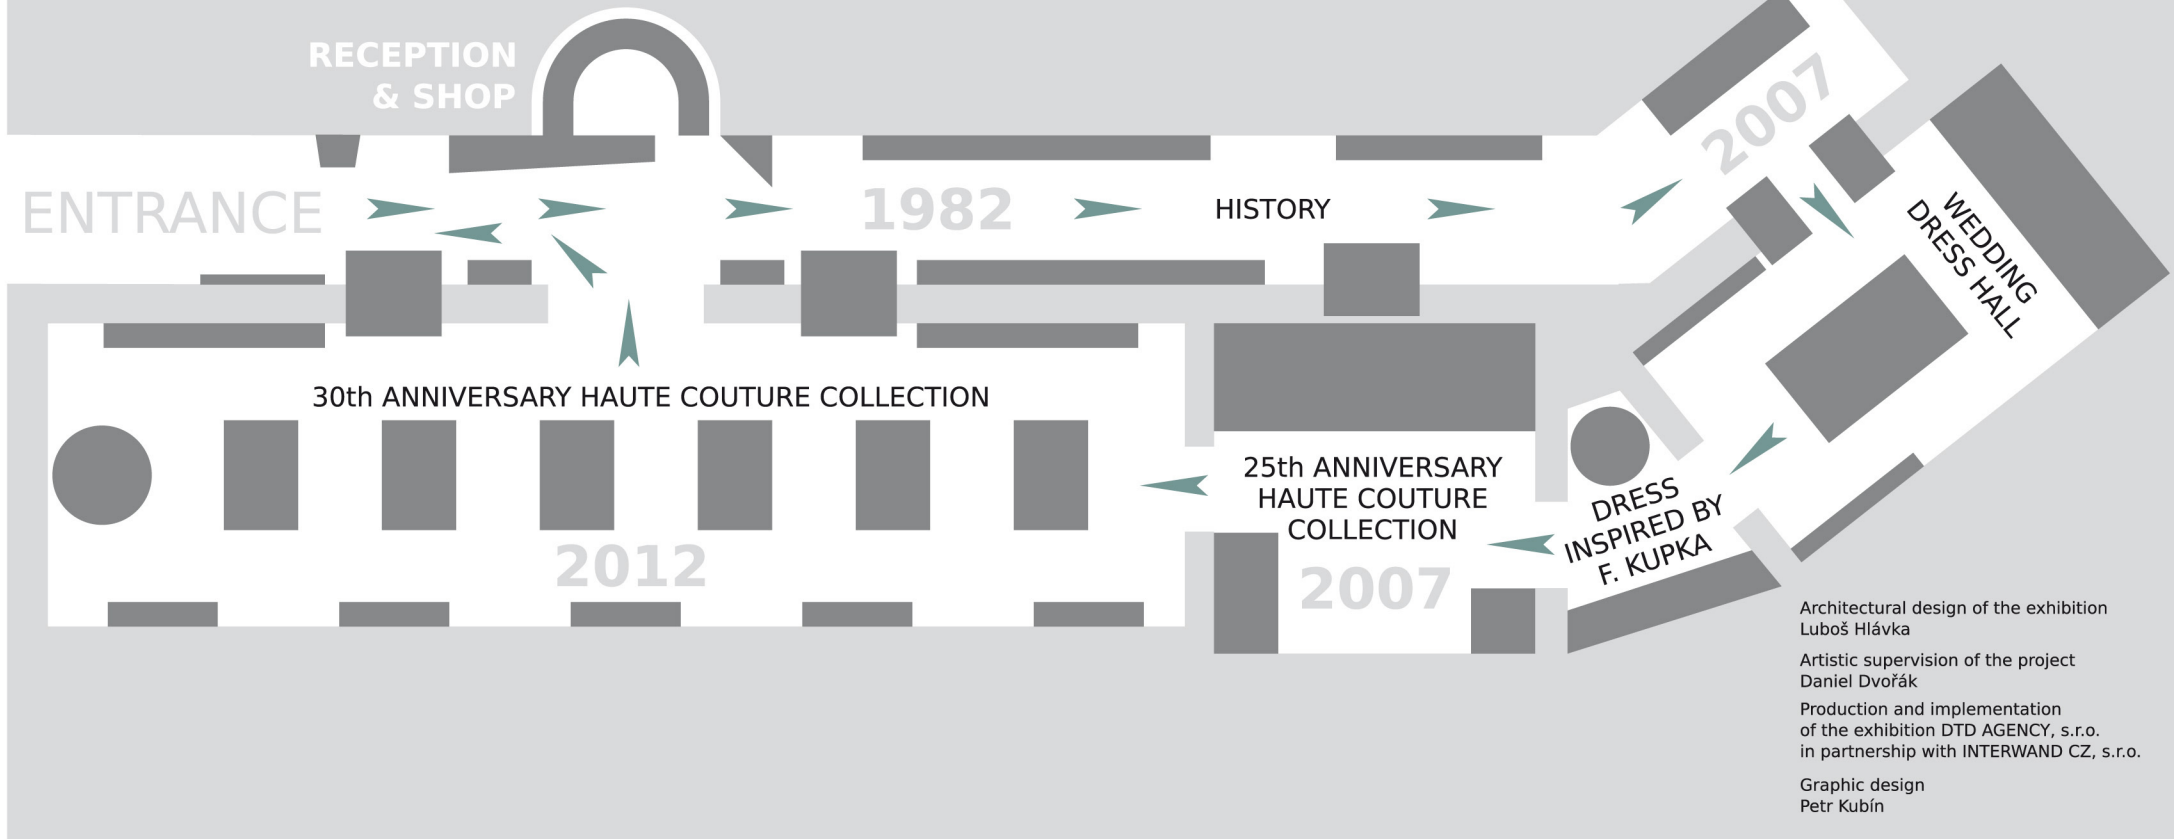 RECEPTION
& SHOP
ENTRANCE
1982
HISTORY
2007
WEDDING
DRESS HALL
30th ANNIVERSARY HAUTE COUTURE COLLECTION
2012
25th ANNIVERSARY
HAUTE COUTURE
COLLECTION
2007
DRESS
INSPIRED BY
F. KUPKA
Architectural design of the exhibition
Luboš Hlávka
Artistic supervision of the project
Daniel Dvořák
Production and implementation
of the exhibition DTD AGENCY, s.r.o.
in partnership with INTERWAND CZ, s.r.o.
Graphic design
Petr Kubín